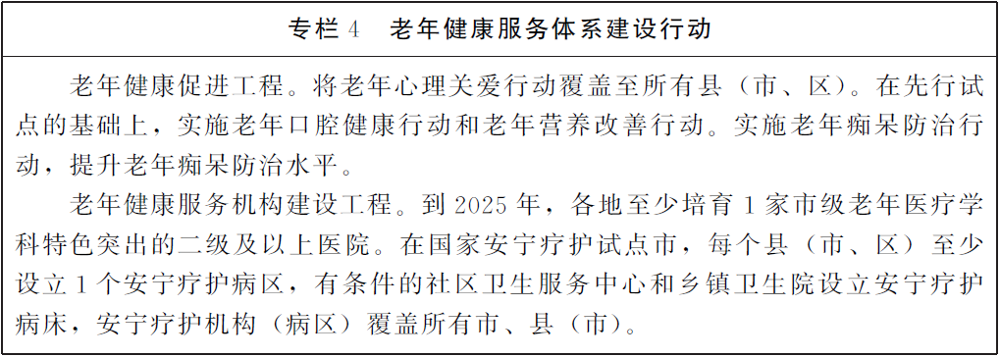 专栏 4 老年健康服务体系建设行动
老年健康促进工程。将老年心理关爱行动覆盖至所有县（市、区）。在先行试
点的基础上，实施老年口腔健康行动和老年营养改善行动。实施老年痴呆防治行
动，提升老年痴呆防治水平。
老年健康服务机构建设工程。到 2025 年，各地至少培育 1 家市级老年医疗学
科特色突出的二级及以上医院。在国家安宁疗护试点市，每个县（市、区）至少
设立 1 个安宁疗护病区，有条件的社区卫生服务中心和乡镇卫生院设立安宁疗护
病床，安宁疗护机构（病区）覆盖所有市、县（市）。